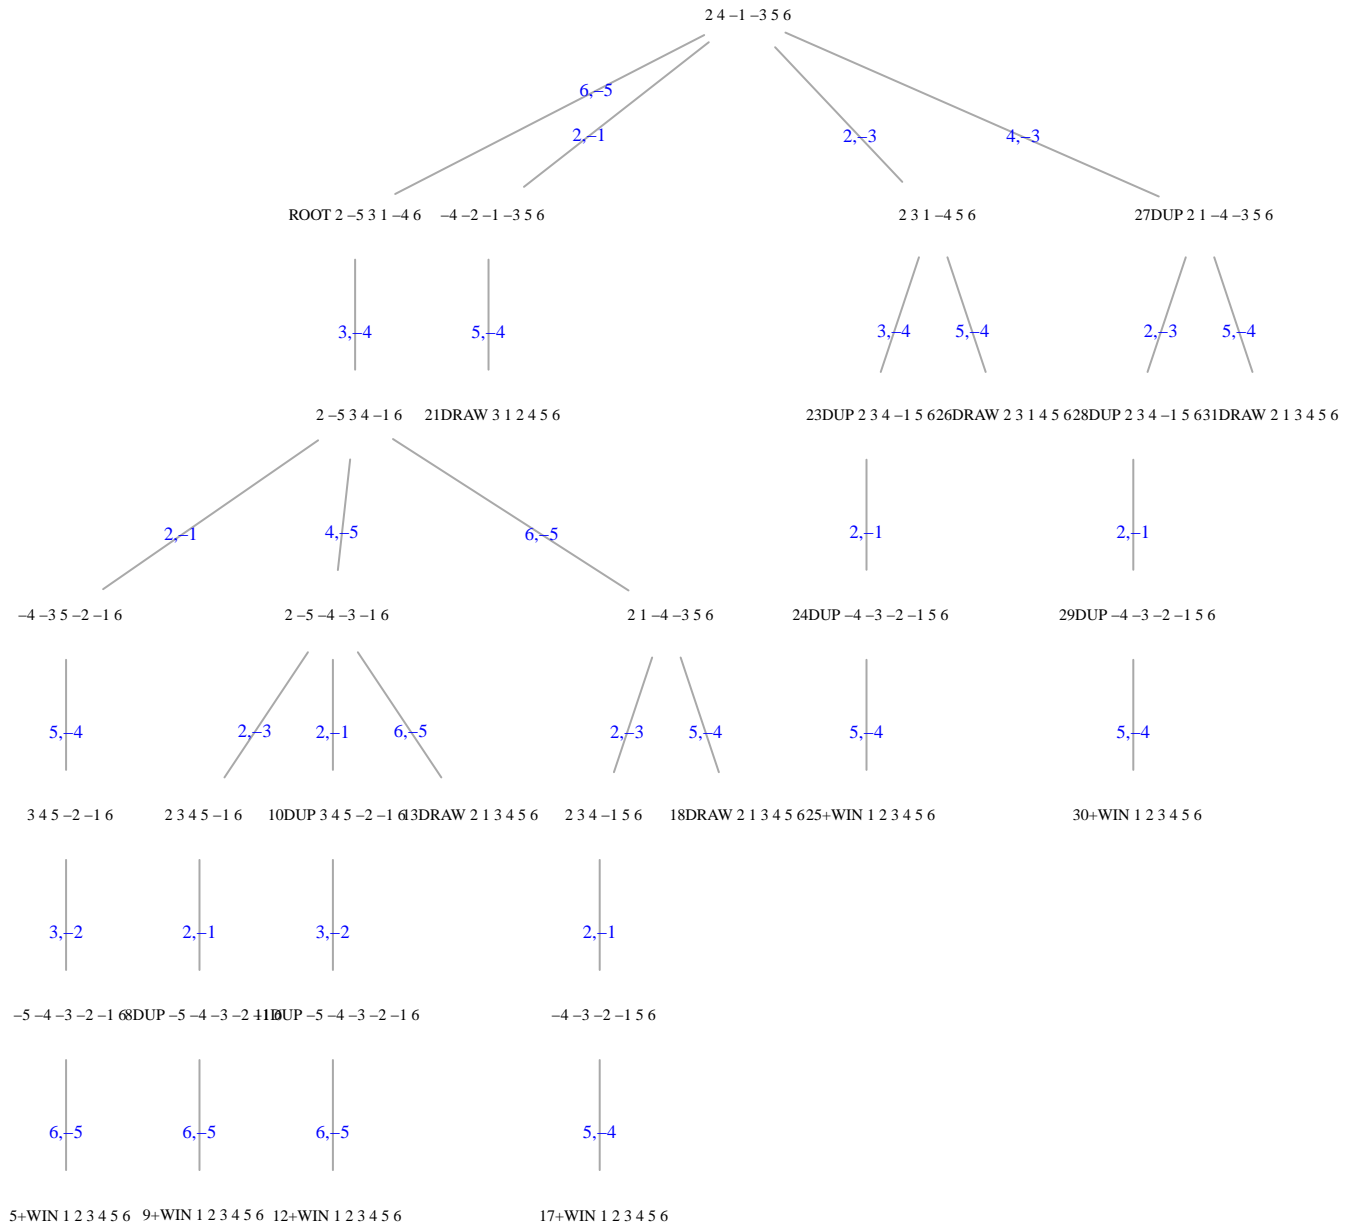 2 4 −1 −3 5 6
6,−5
2,−1
2,−3
4,−3
ROOT 2 −5 3 1 −4 6
−4 −2 −1 −3 5 6
2 3 1 −4 5 6
27DUP 2 1 −4 −3 5 6
3,−4
5,−4
3,−4
5,−4
2,−3
5,−4
2 −5 3 4 −1 6
21DRAW 3 1 2 4 5 6
23DUP 2 3 4 −1 5 6
26DRAW 2 3 1 4 5 6
28DUP 2 3 4 −1 5 6
31DRAW 2 1 3 4 5 6
2,−1
4,−5
6,−5
2,−1
2,−1
−4 −3 5 −2 −1 6
2 −5 −4 −3 −1 6
2 1 −4 −3 5 6
24DUP −4 −3 −2 −1 5 6
29DUP −4 −3 −2 −1 5 6
5,−4
2,−3
2,−1
6,−5
2,−3
5,−4
5,−4
5,−4
3 4 5 −2 −1 6
2 3 4 5 −1 6
10DUP 3 4 5 −2 −1 6
13DRAW 2 1 3 4 5 6
2 3 4 −1 5 6
18DRAW 2 1 3 4 5 6
25+WIN 1 2 3 4 5 6
30+WIN 1 2 3 4 5 6
3,−2
2,−1
3,−2
2,−1
−5 −4 −3 −2 −1 6
8DUP −5 −4 −3 −2 −1 6
11DUP −5 −4 −3 −2 −1 6
−4 −3 −2 −1 5 6
6,−5
6,−5
6,−5
5,−4
5+WIN 1 2 3 4 5 6
9+WIN 1 2 3 4 5 6
12+WIN 1 2 3 4 5 6
17+WIN 1 2 3 4 5 6